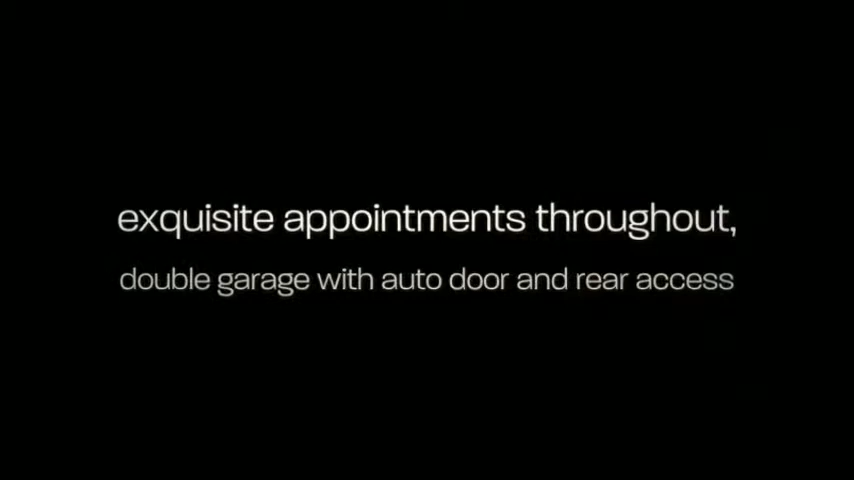 exquisite appointments throughout,
double garage with auto door and rear access